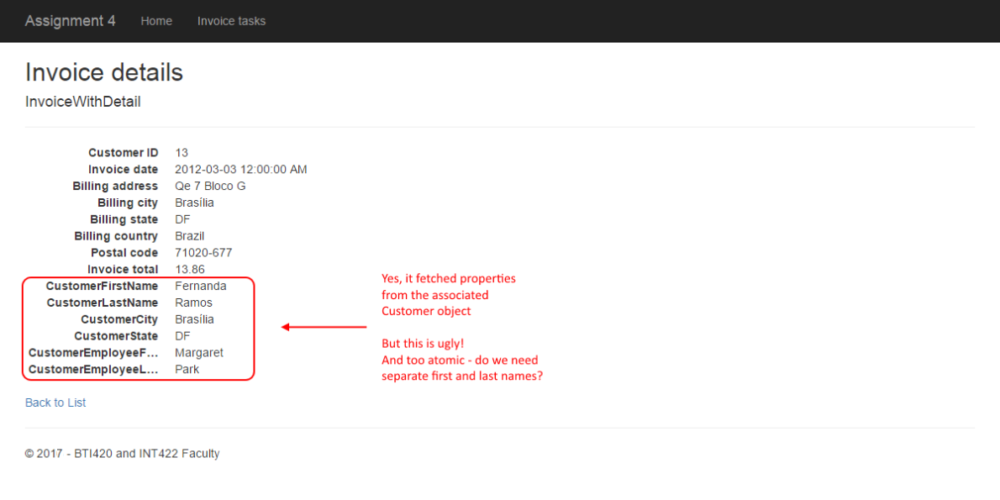 Assignment 4 Home Invoice tasks
Invoice details
InvoiceWithDetail
Customer ID 13
Invoice date 2012-03-03 12:00:00 AM
Billing address Qe 7 Bloco G
Billing city Brasília
Billing state DF
Billing country Brazil
Postal code 71020-677
Invoice total 13.86
CustomerFirstName Fernanda
CustomerLastName Ramos
CustomerCity Brasília
CustomerState DF
CustomerEmployeeF... Margaret
CustomerEmployeeL... Park
Yes, it fetched properties
from the associated
Customer object
But this is ugly!
And too atomic - do we need
separate first and last names?
Back to List
© 2017 - BTI420 and INT422 Faculty